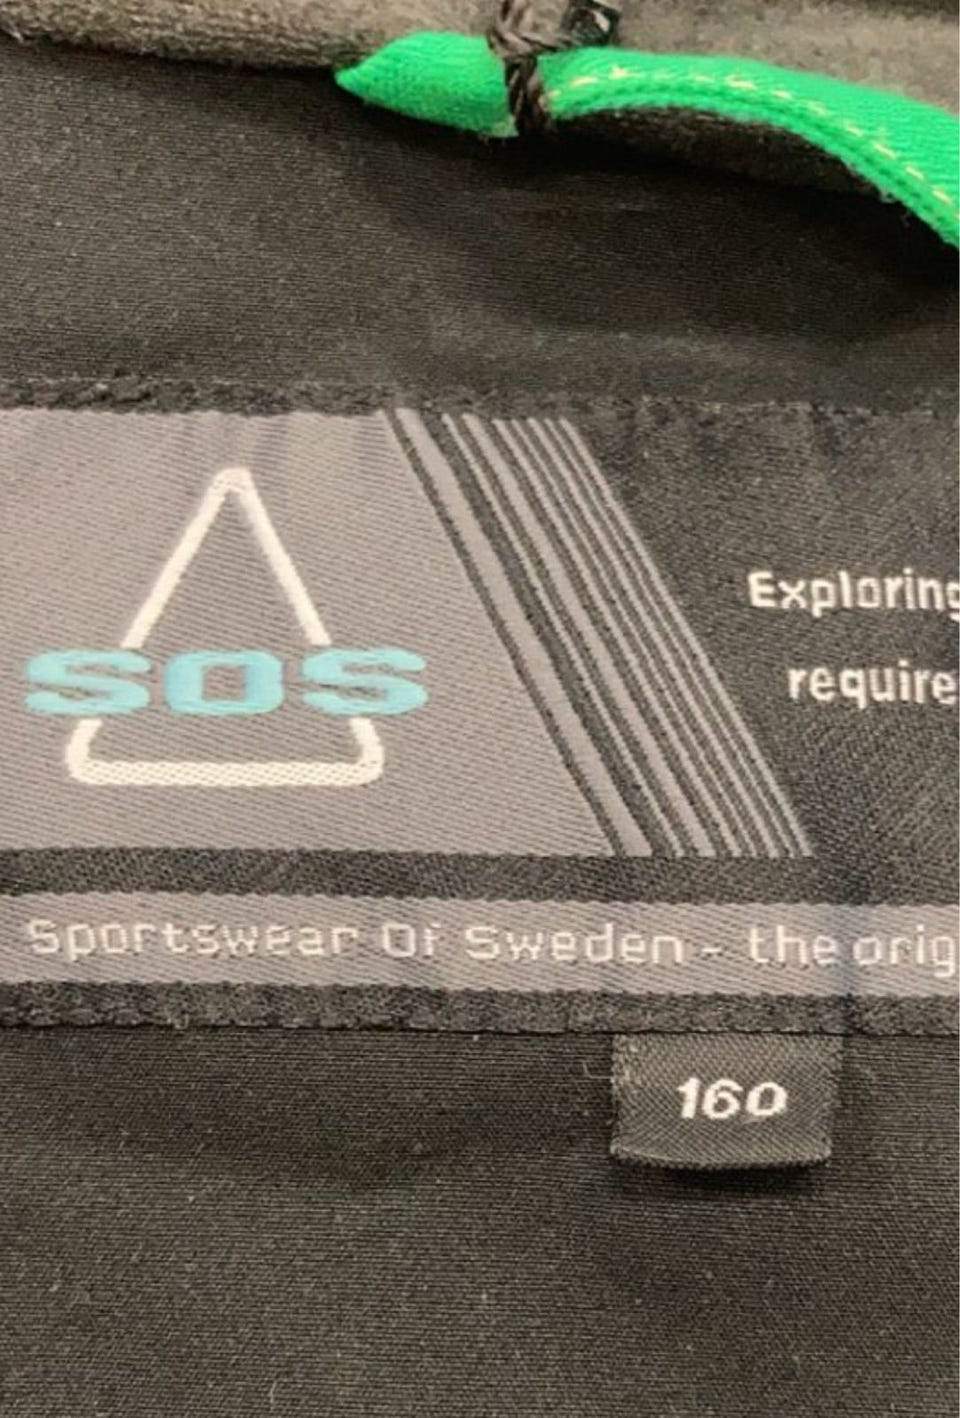 SOS
Exploring
require
Sportswear Of Sweden - the orig
160